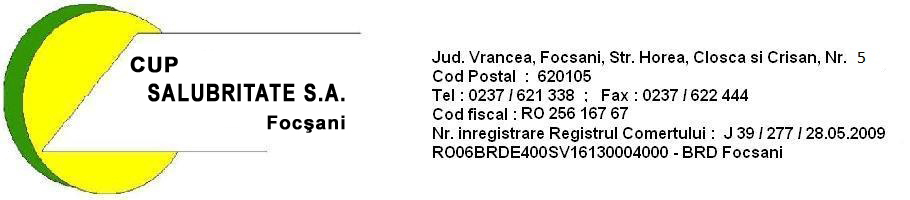 CUP
SALUBRITATE S.A.
Focşani
Jud. Vrancea, Focsani, Str. Horea, Closca si Crisan, Nr. 5
Cod Postal : 620105
Tel : 0237 / 621 338 ; Fax : 0237 / 622 444
Cod fiscal : RO 256 167 67
Nr. inregistrare Registrul Comertului : J 39 / 277 / 28.05.2009
RO06BRDE400SV16130004000 - BRD Focsani